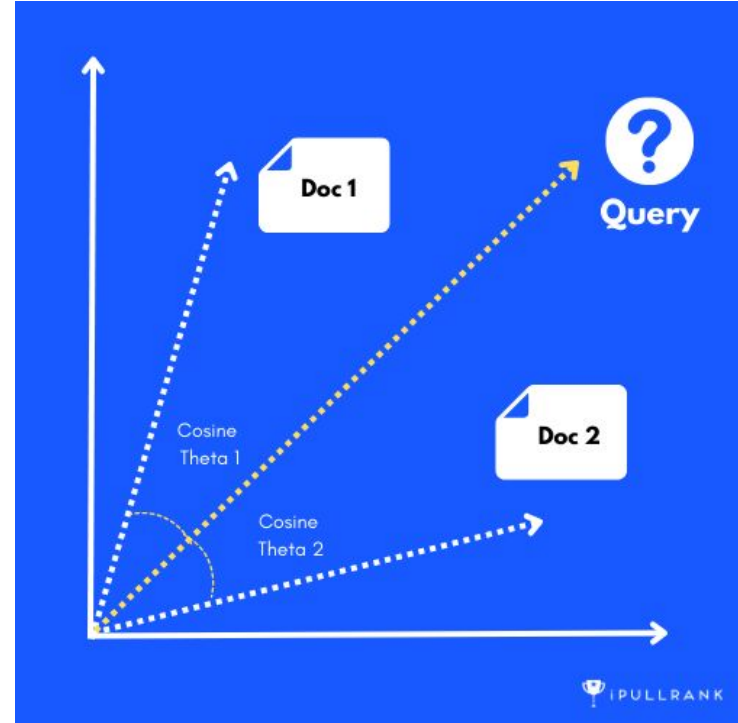 Doc 1
?
Query
Cosine
Theta 1
Doc 2
Cosine
Theta 2
iPULLRANK